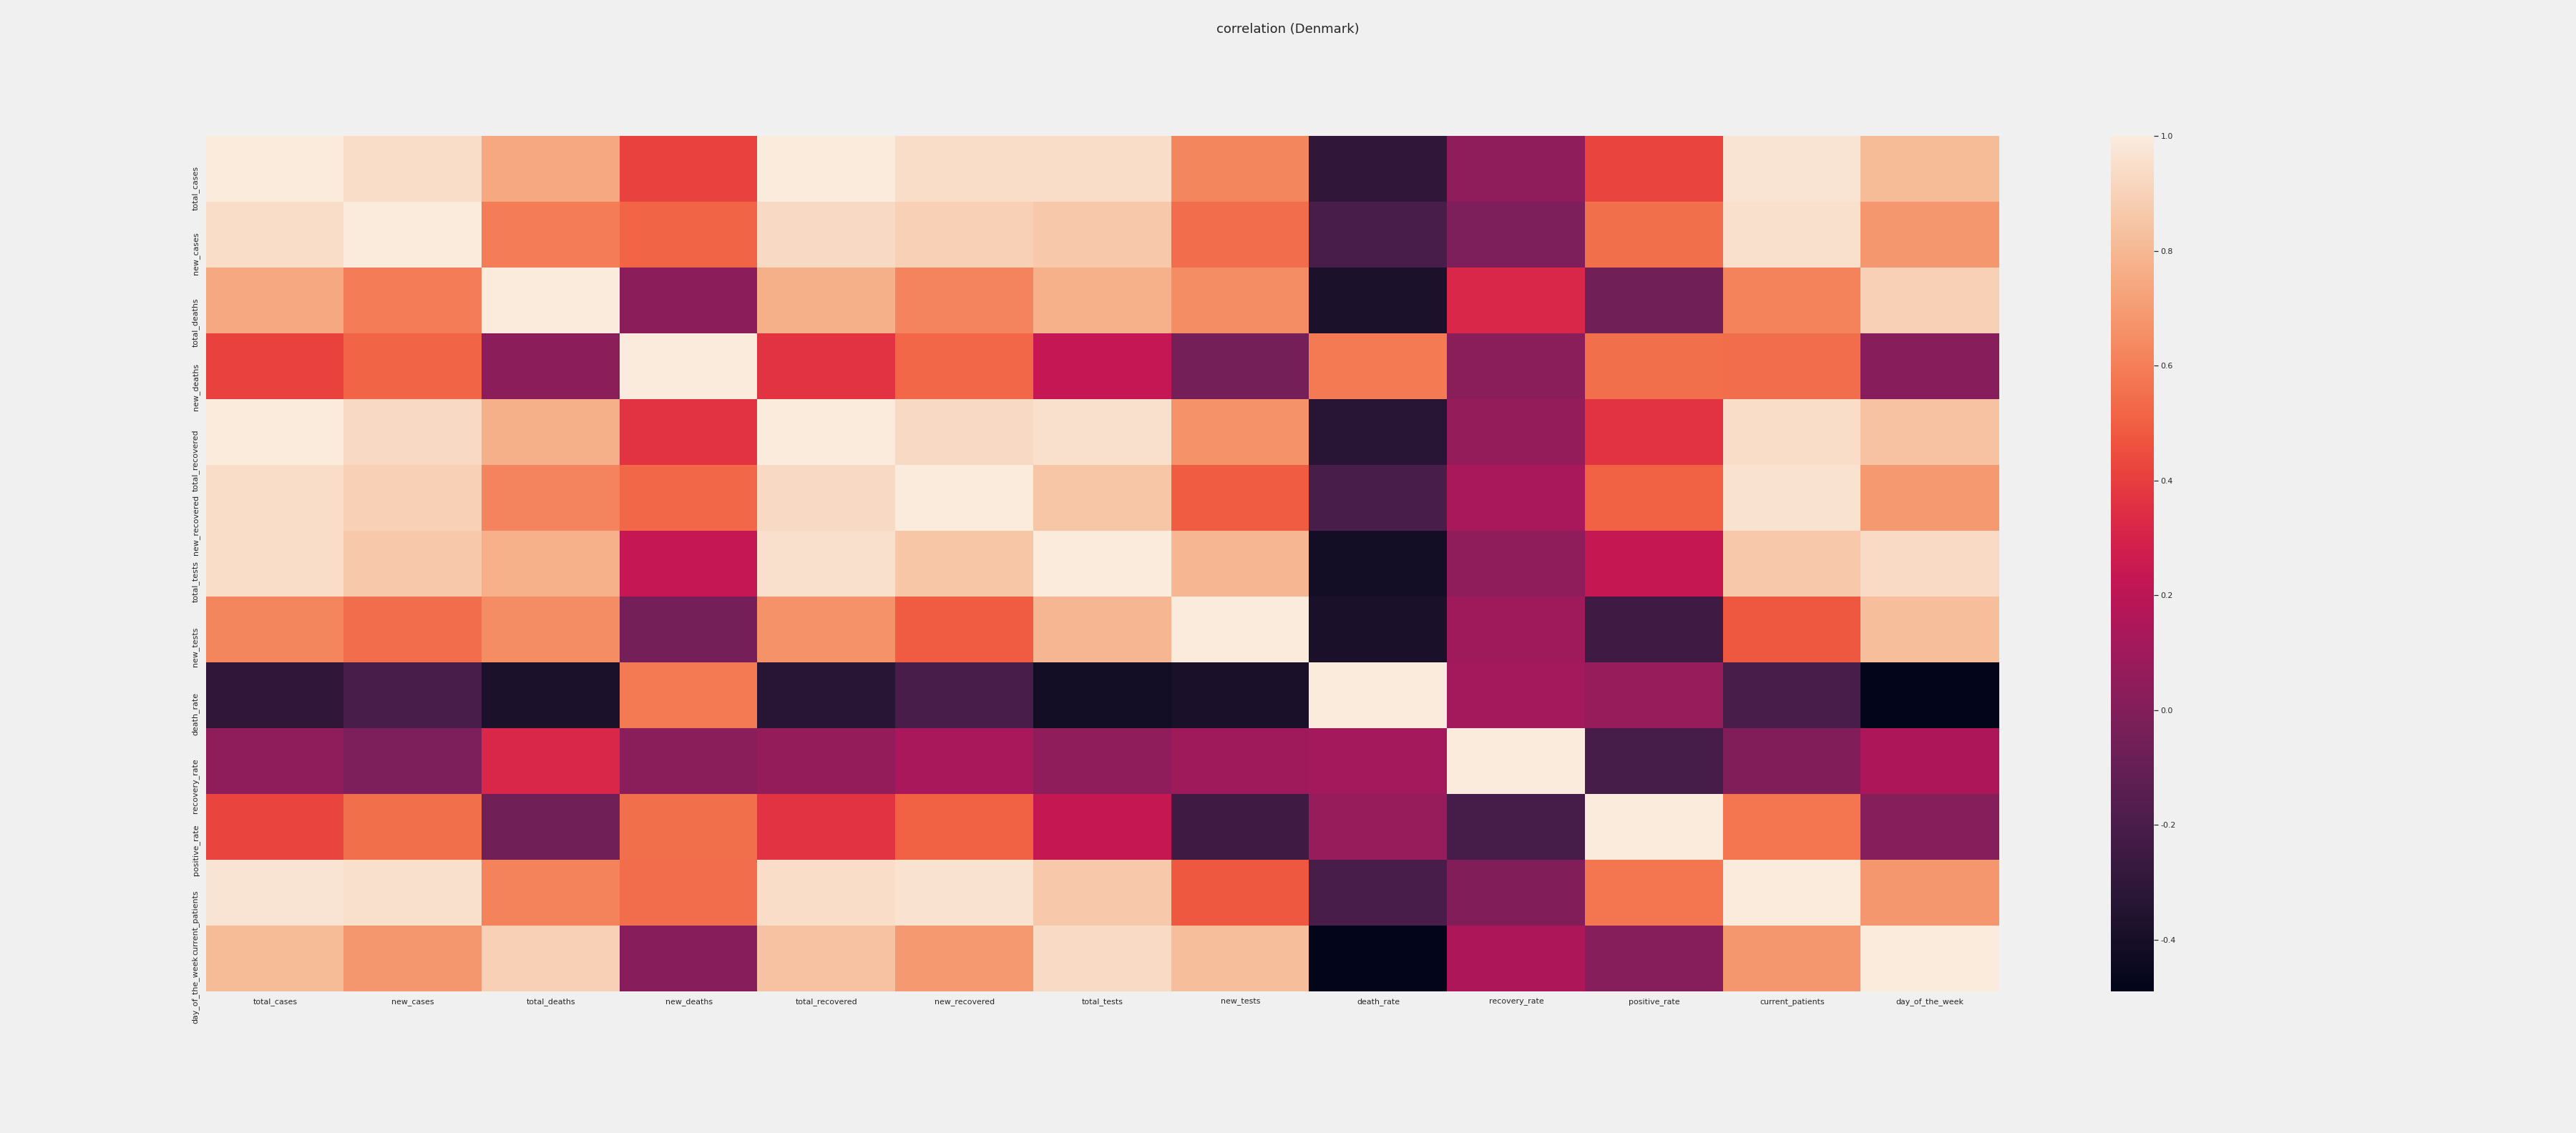 correlation (Denmark)
total_cases
new_cases
total_deaths
new_deaths
total_recovered
new_recovered
total_tests
new_tests
death_rate
recovery_rate
positive_rate
current_patients
day_of_the_week
total_cases
new_cases
total_deaths
new_deaths
total_recovered
new_recovered
total_tests
new_tests
death_rate
recovery_rate
positive_rate
current_patients
day_of_the_week
1.0
0.8
0.6
0.4
0.2
0.0
-0.2
-0.4